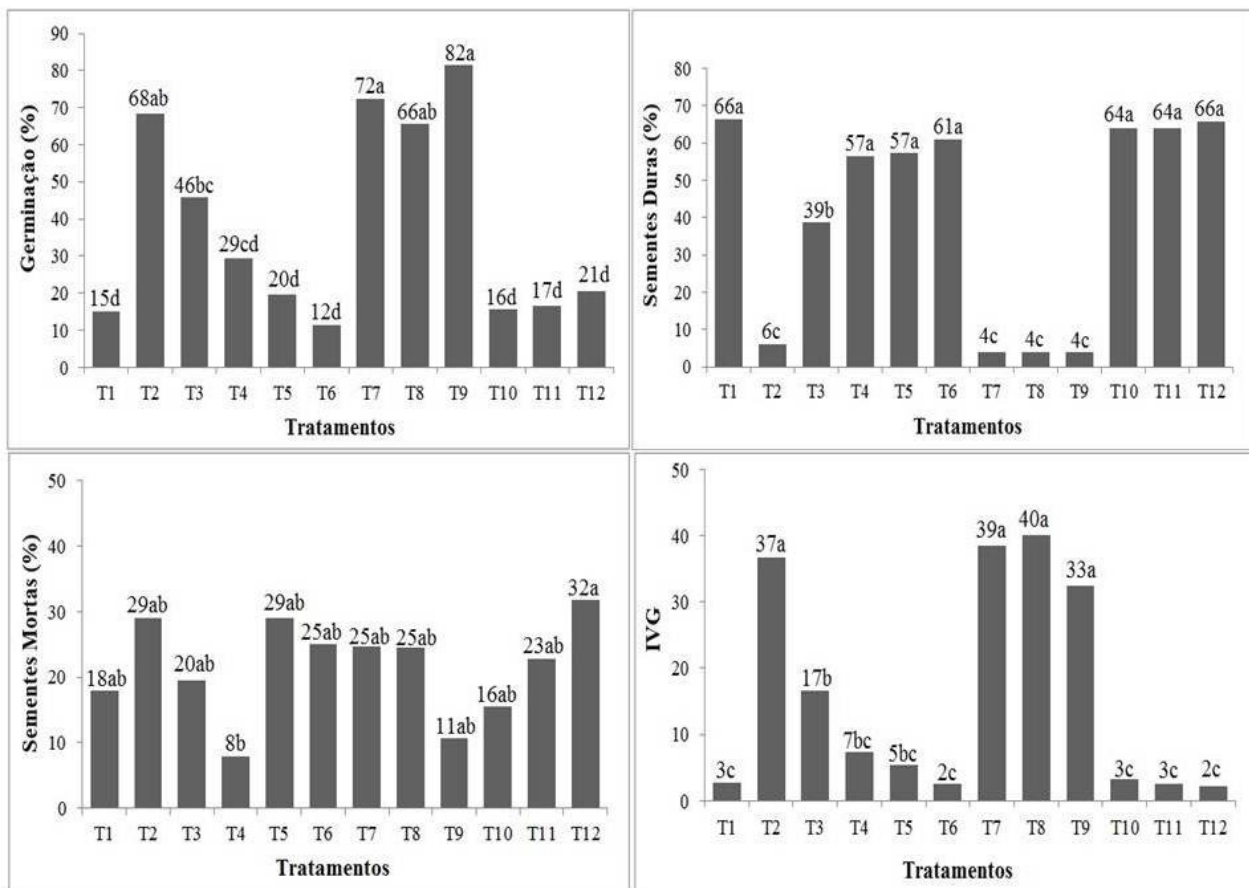 Germinação (%)
90
80
70
60
50
40
30
20
10
0
15d
68ab
46bc
29cd
20d
12d
72a
66ab
82a
16d
17d
21d
T1 T2 T3 T4 T5 T6 T7 T8 T9 T10 T11 T12
Tratamentos
Sementes Duras (%)
80
70
60
50
40
30
20
10
0
66a
6c
39b
57a
57a
61a
4c
4c
4c
64a
64a
66a
T1 T2 T3 T4 T5 T6 T7 T8 T9 T10 T11 T12
Tratamentos
Sementes Mortas (%)
50
40
30
20
10
0
18ab
29ab
20ab
8b
29ab
25ab
25ab
25ab
11ab
16ab
23ab
32a
T1 T2 T3 T4 T5 T6 T7 T8 T9 T10 T11 T12
Tratamentos
IVG
50
40
30
20
10
0
3c
37a
17b
7bc
5bc
2c
39a
40a
33a
3c
3c
2c
T1 T2 T3 T4 T5 T6 T7 T8 T9 T10 T11 T12
Tratamentos